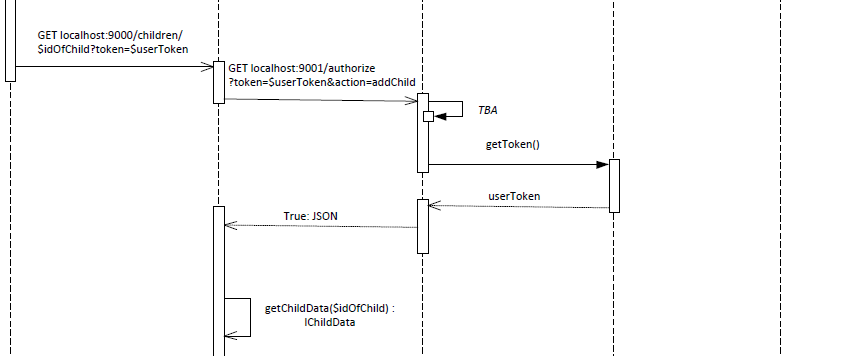 GET localhost:9000/children/
$idOfChild?token=$userToken
GET localhost:9001/authorize
?token=$userToken&action=addChild
TBA
getToken()
userToken
True: JSON
getChildData($idOfChild) :
IChildData